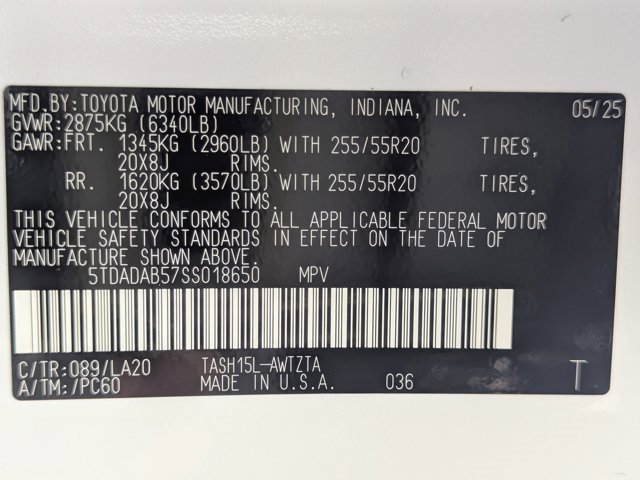 MFD.BY:TOYOTA MOTOR MANUFACTURING, INDIANA, INC. 05/25
GVWR:2875KG (6340LB)
GAWR:FRT. 1345KG (2960LB) WITH 255/55R20 TIRES,
20X8J RIMS.
RR. 1620KG (3570LB) WITH 255/55R20 TIRES,
20X8J RIMS.
THIS VEHICLE CONFORMS TO ALL APPLICABLE FEDERAL MOTOR
VEHICLE SAFETY STANDARDS IN EFFECT ON THE DATE OF
MANUFACTURE SHOWN ABOVE.
5TDADAB57SS018650 MPV
C/TR:089/LA20 TASH15L-AWTZTA
A/TM:/PC60 MADE IN U.S.A. 036 T